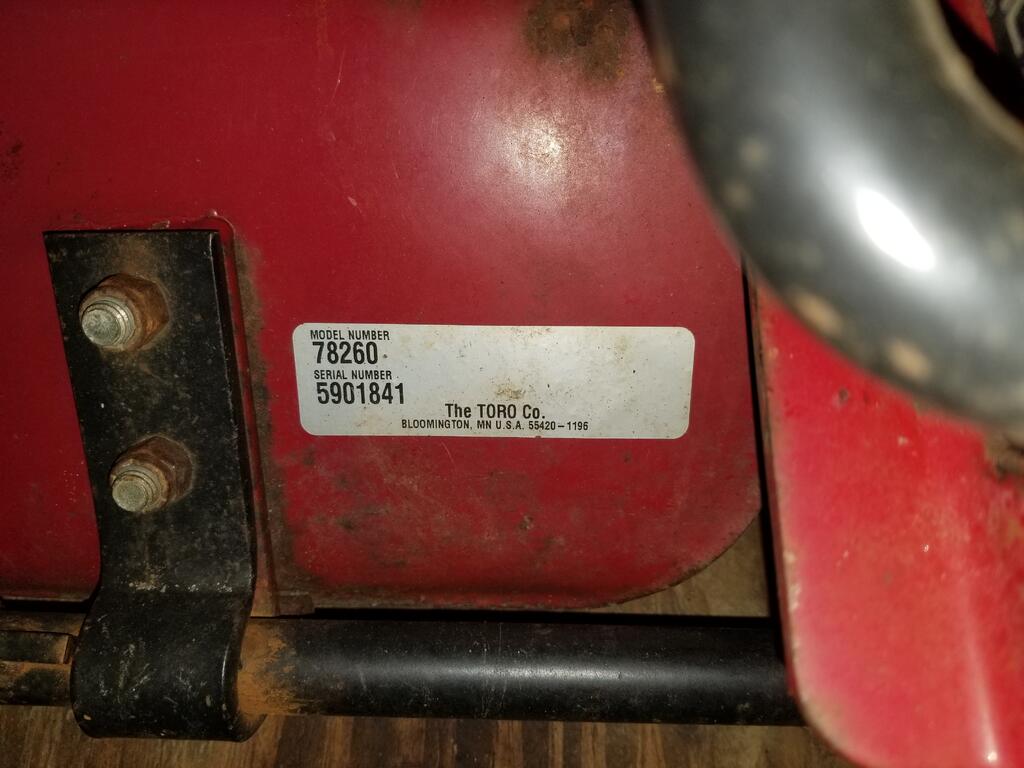 MODEL NUMBER
78260
SERIAL NUMBER
5901841
The TORO Co.
BLOOMINGTON, MN U.S.A. 55420-1196